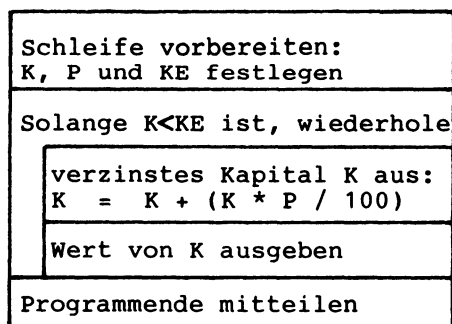 Schleife vorbereiten:
K, P und KE festlegen
Solange K<KE ist, wiederhole
verzinstes Kapital K aus:
K = K + (K * P / 100)
Wert von K ausgeben
Programmende mitteilen